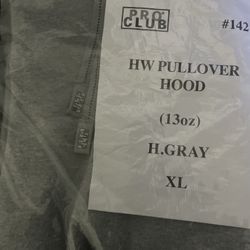 PRO
CLUB
#142
HW PULLOVER
HOOD
(13oz)
H.GRAY
XL